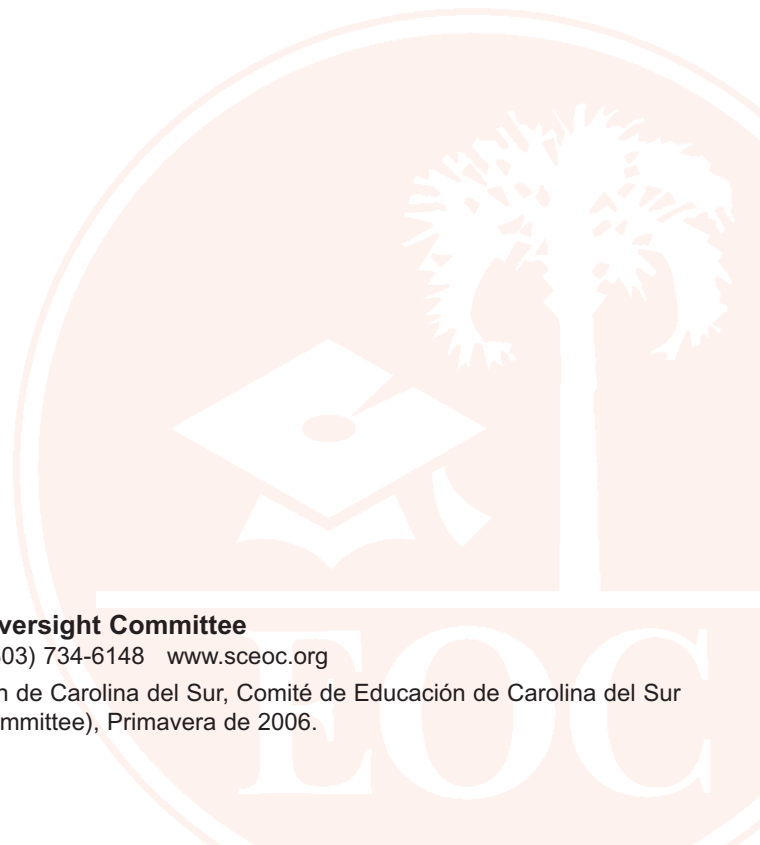 versight Committee
03) 734-6148 www.sceoc.org
n de Carolina del Sur, Comité de Educación de Carolina del Sur
mmittee), Primavera de 2006.
EOC